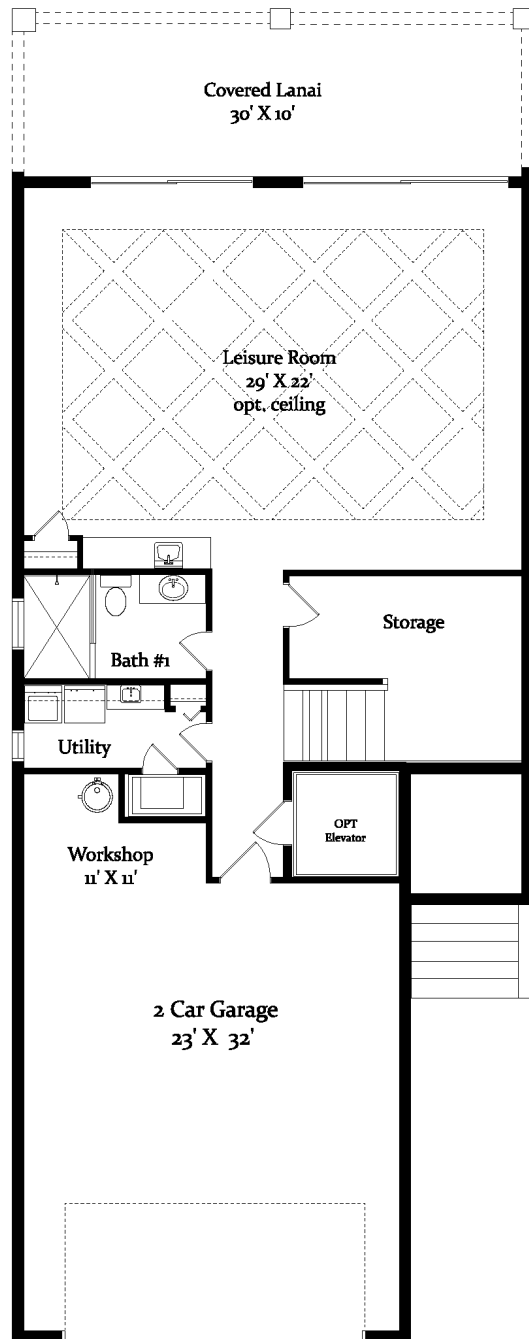 Covered Lanai
30' X 10'
Leisure Room
29' X 22'
opt. ceiling
Storage
Bath #1
Utility
OPT
Elevator
Workshop
11' X 11'
2 Car Garage
23' X 32'